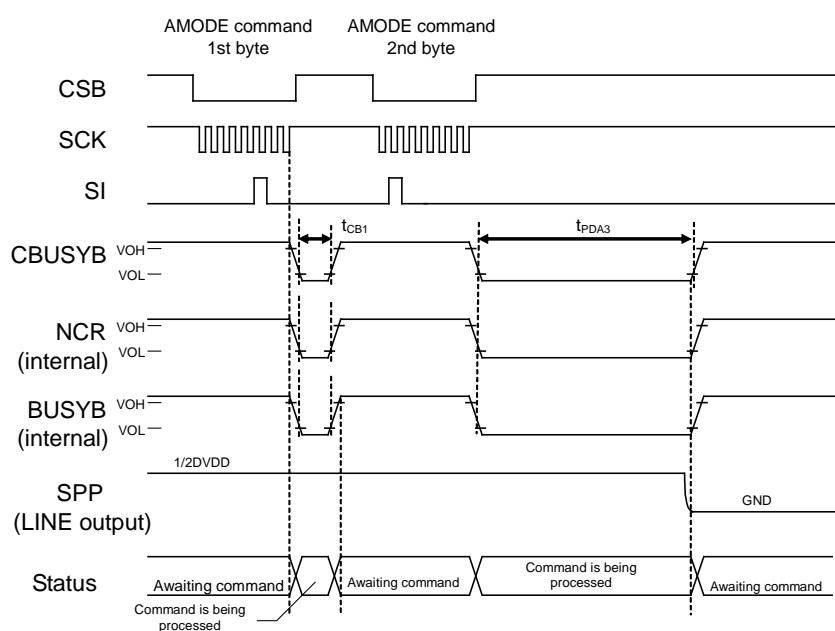 AMODE command
1st byte
AMODE command
2nd byte
CSB
SCK
SI
tCB1
tPDA3
CBUSYB
VOH
VOL
NCR
(internal)
VOH
VOL
BUSYB
(internal)
VOH
VOL
1/2DVDD
SPP
(LINE output)
GND
Status
Awaiting command
Command is being
processed
Awaiting command
Command is being
processed
Awaiting command